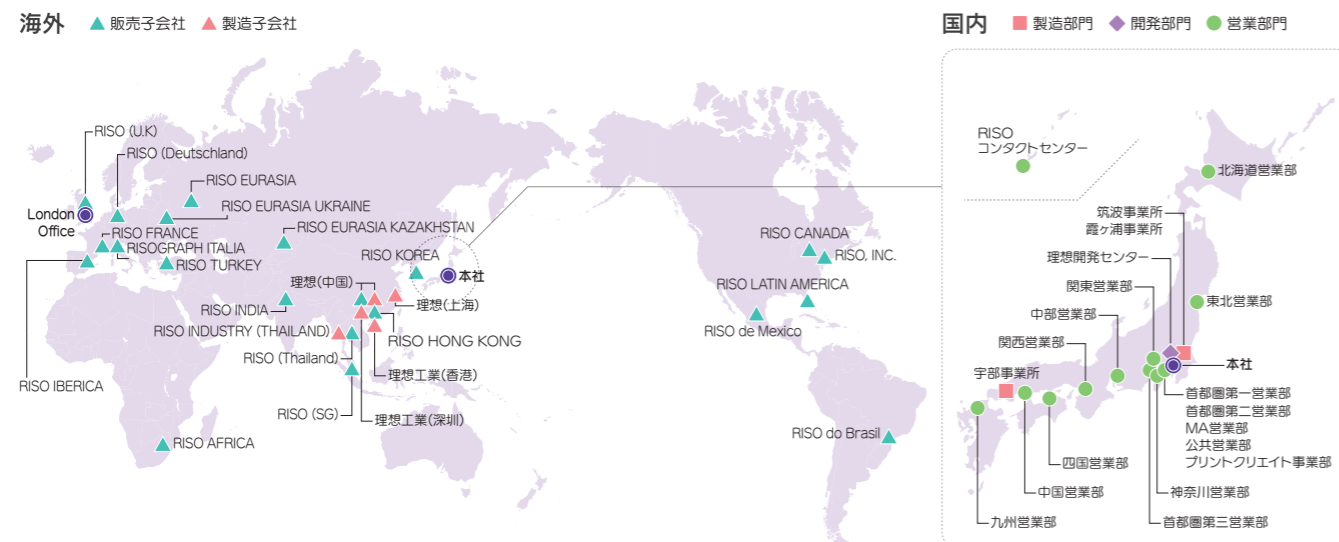 海外
販売子会社
製造子会社
RISO (U.K)
RISO (Deutschland)
RISO EURASIA
RISO EURASIA UKRAINE
London
Office
RISO FRANCE
RISOGRAPH ITALIA
RISO TURKEY
RISO EURASIA KAZAKHSTAN
RISO KOREA
本社
理想(中国)
理想(上海)
RISO INDIA
RISO INDUSTRY (THAILAND)
RISO HONG KONG
RISO (Thailand)
理想工業(香港)
RISO IBERICA
RISO (SG)
理想工業(深圳)
RISO AFRICA
RISO CANADA
RISO, INC.
RISO LATIN AMERICA
RISO de Mexico
RISO do Brasil
国内
製造部門
開発部門
営業部門
RISO
コンタクトセンター
北海道営業部
筑波事業所
霞ヶ浦事業所
理想開発センター
関東営業部
東北営業部
中部営業部
関西営業部
本社
宇部事業所
首都圏第一営業部
首都圏第二営業部
MA営業部
公共営業部
プリントクリエイト事業部
四国営業部
中国営業部
神奈川営業部
九州営業部
首都圏第三営業部